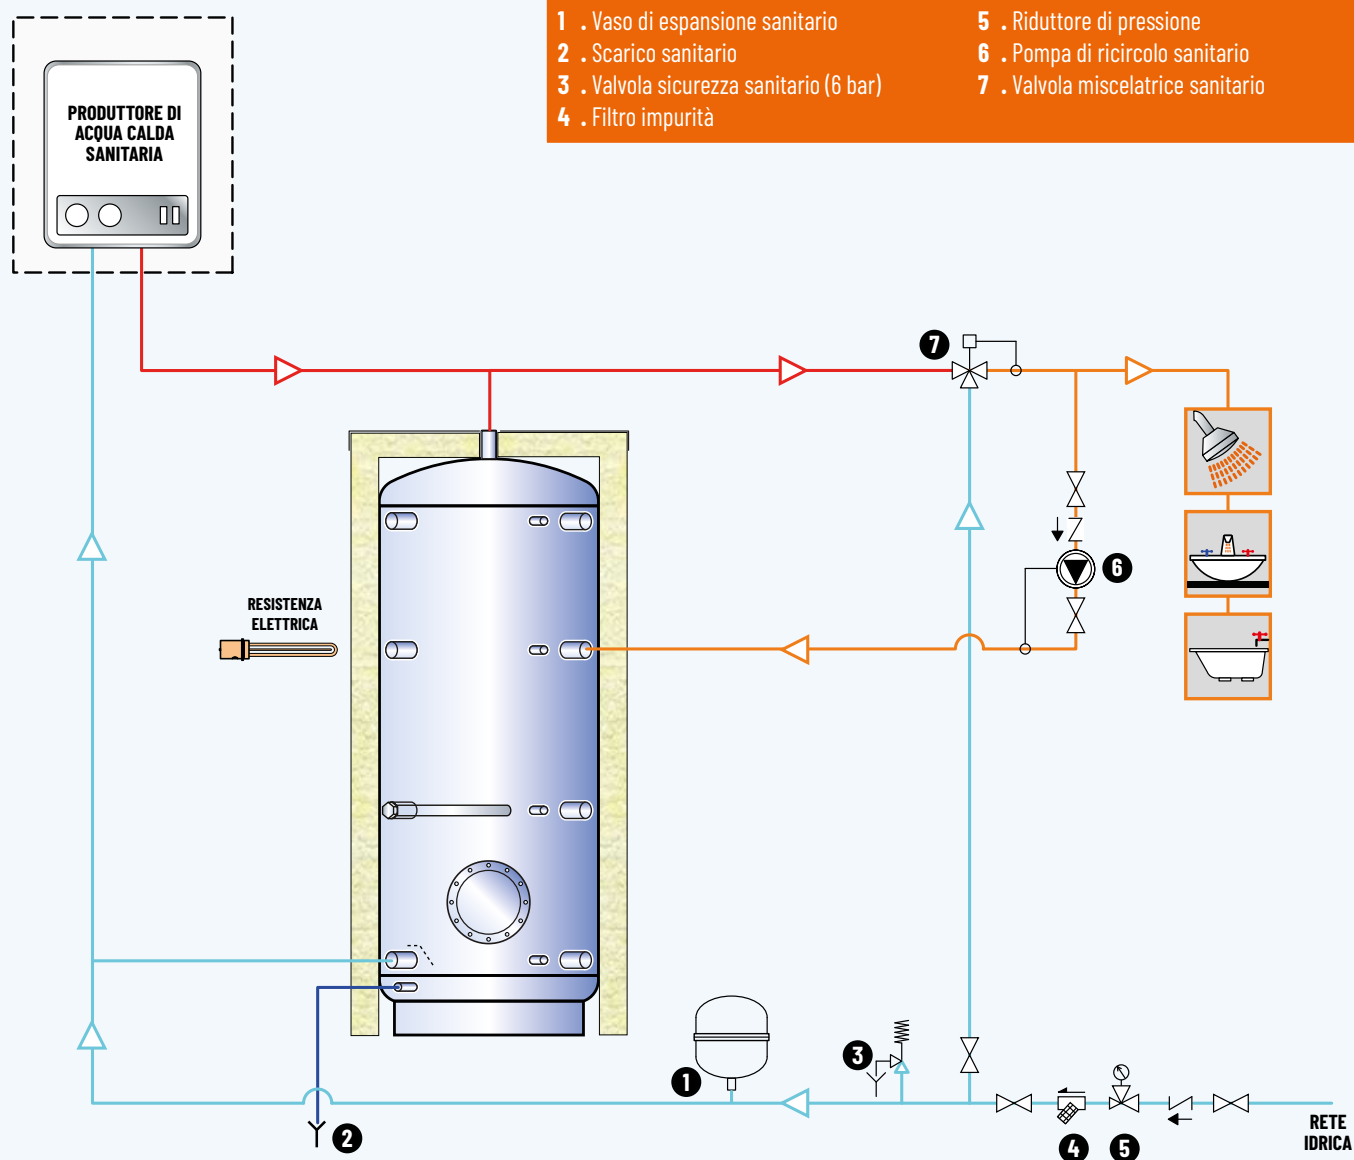 1 . Vaso di espansione sanitario
2 . Scarico sanitario
3 . Valvola sicurezza sanitario (6 bar)
4 . Filtro impurità
5 . Riduttore di pressione
6 . Pompa di ricircolo sanitario
7 . Valvola miscelatrice sanitario
PRODUTTORE DI
ACQUA CALDA
SANITARIA
7
6
RESISTENZA
ELETTRICA
3
1
2
4
5
RETE
IDRICA